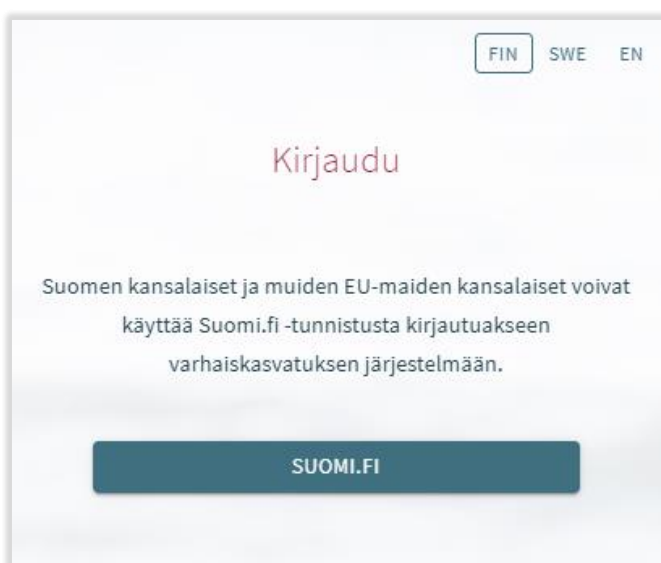 FIN SWE EN
Kirjaudu
Suomen kansalaiset ja muiden EU-maiden kansalaiset voivat
käyttää Suomi.fi -tunnistusta kirjautuakseen
varhaiskasvatuksen järjestelmään.
SUOMI.FI